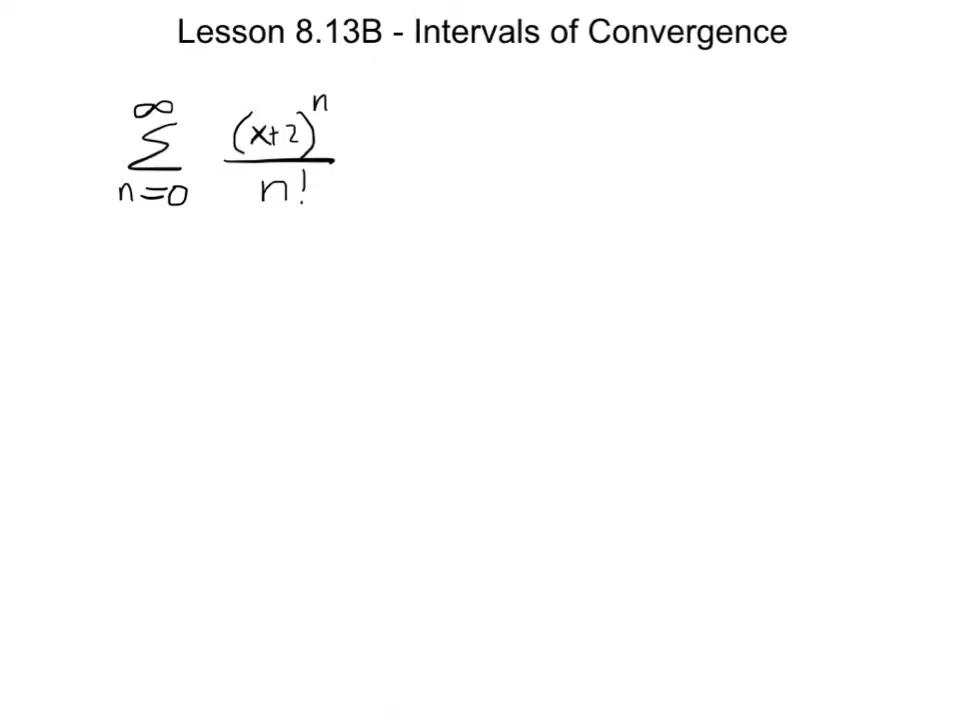 Lesson 8.13B - Intervals of Convergence
∞
Σ (x+2)^n
n=0 n!